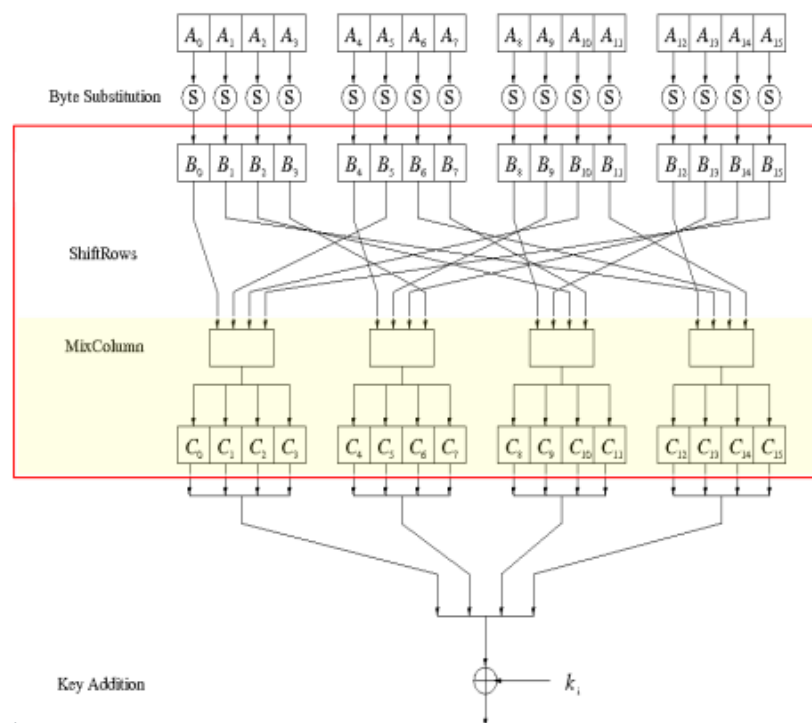 A₀ A₁ A₂ A₃ A₄ A₅ A₆ A₇ A₈ A₉ A₁₀ A₁₁ A₁₂ A₁₃ A₁₄ A₁₅
Byte Substitution S S S S S S S S S S S S S S S S
B₀ B₁ B₂ B₃ B₄ B₅ B₆ B₇ B₈ B₉ B₁₀ B₁₁ B₁₂ B₁₃ B₁₄ B₁₅
ShiftRows
MixColumn
C₀ C₁ C₂ C₃ C₄ C₅ C₆ C₇ C₈ C₉ C₁₀ C₁₁ C₁₂ C₁₃ C₁₄ C₁₅
Key Addition kᵢ